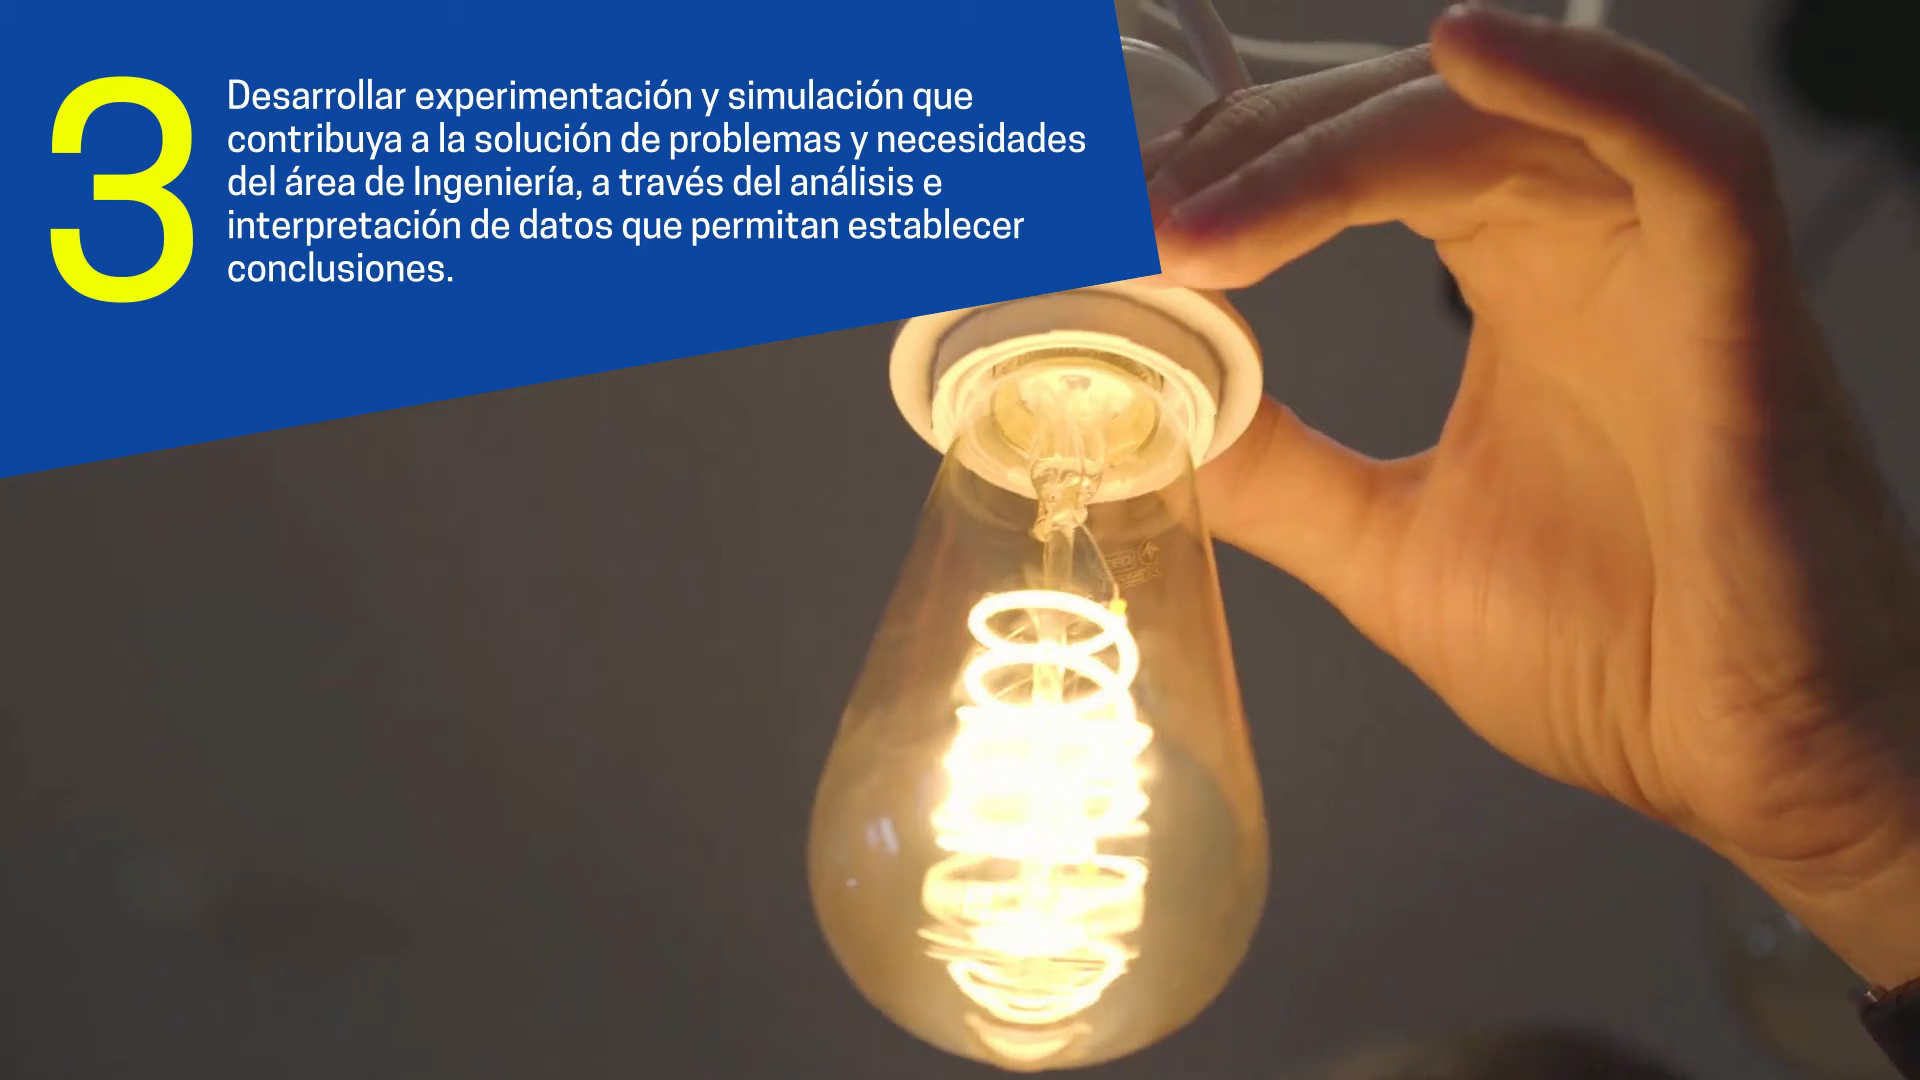 3
Desarrollar experimentación y simulación que
contribuya a la solución de problemas y necesidades
del área de Ingeniería, a través del análisis e
interpretación de datos que permitan establecer
conclusiones.